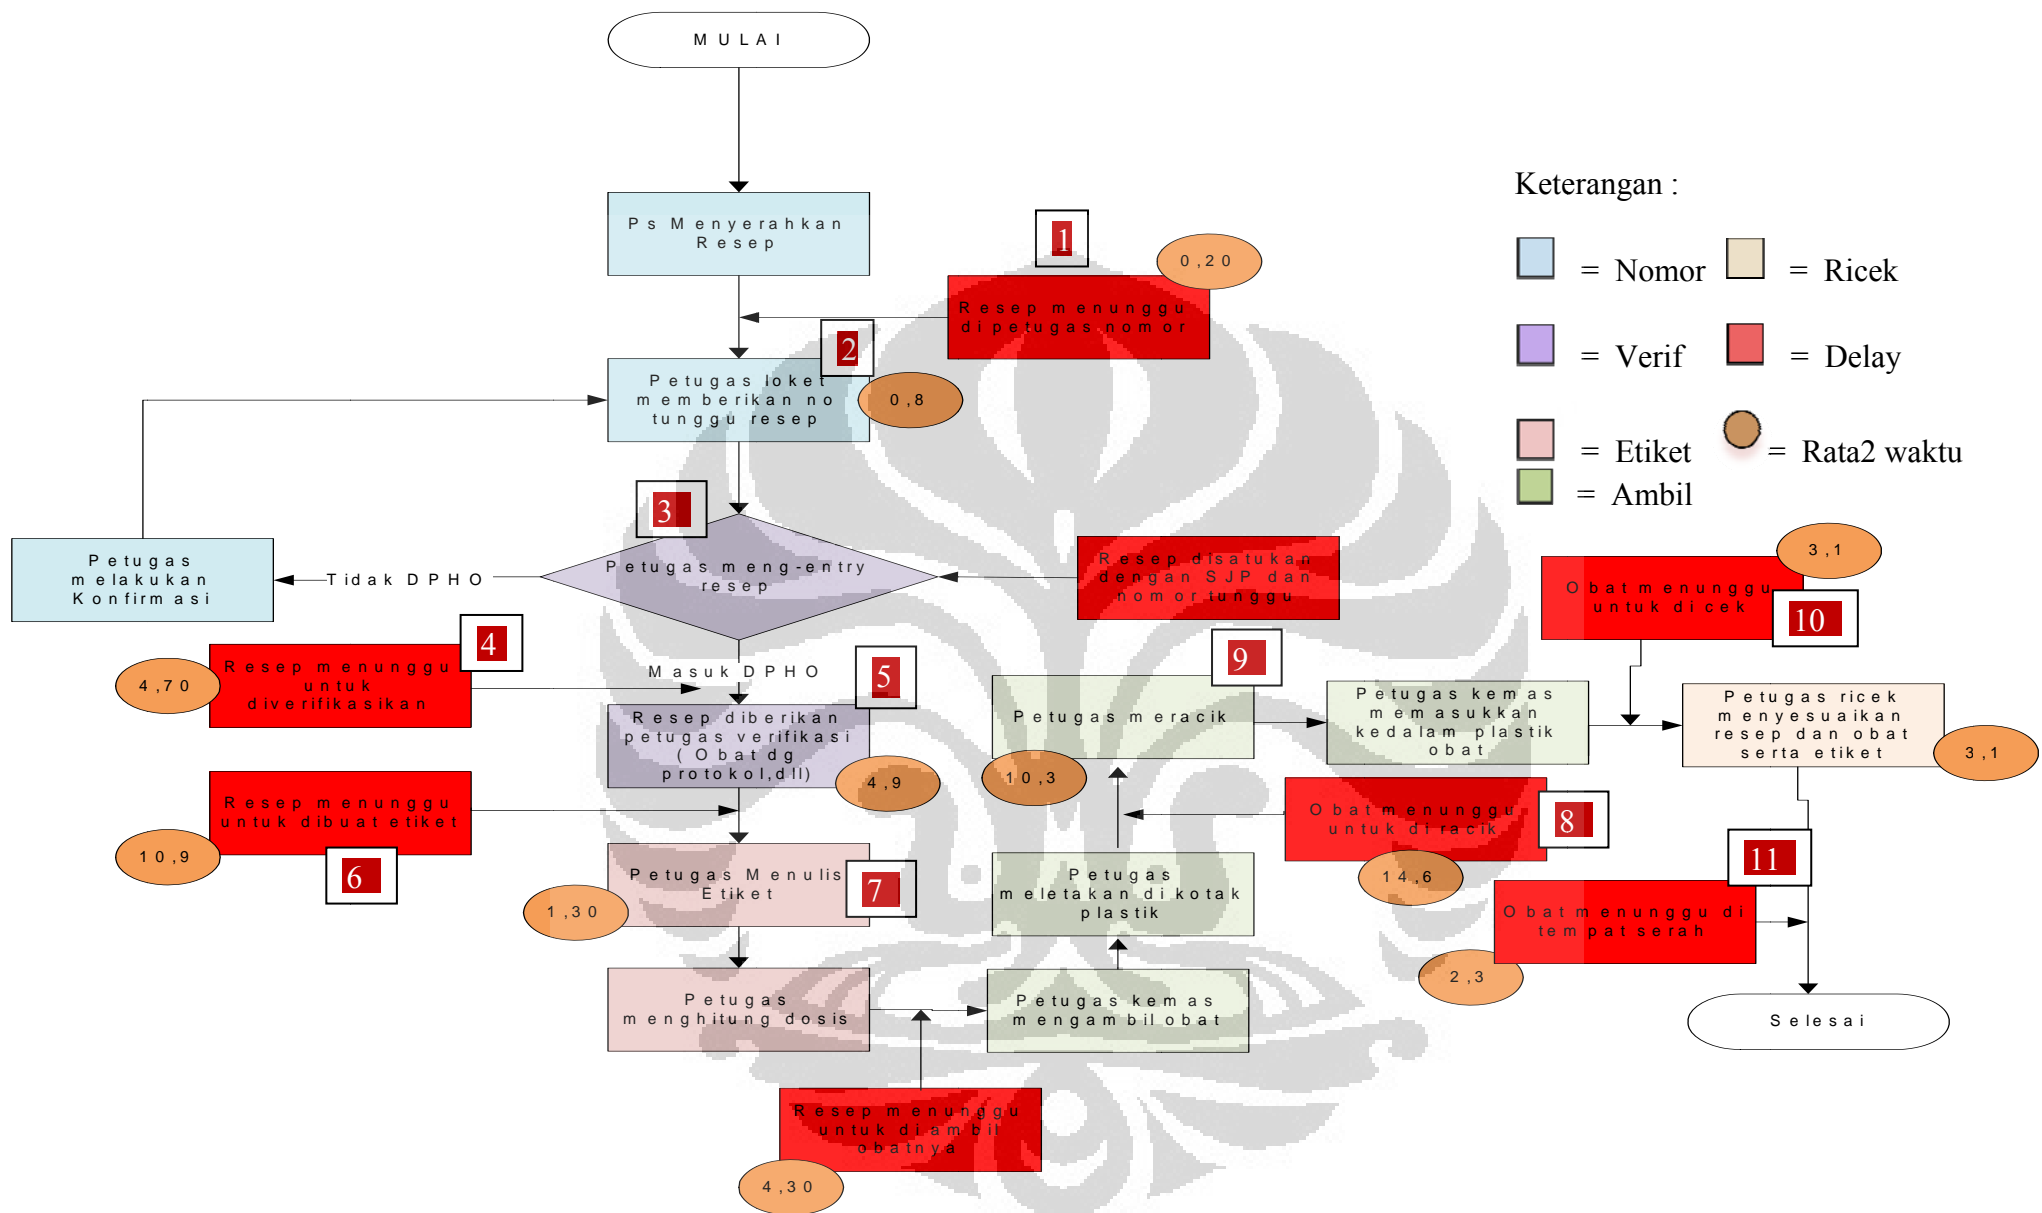 MULAI
Ps Menyerahkan
Resep
1
0,20
Resep menunggu
dipetugas nomor
2
Petugas loket
memberikan no
tunggu resep
0,8
3
Petugas meng-entry
resep
Resep disatukan
dengan SJP dan
nomor tunggu
Tidak DPHO
Petugas
melakukan
Konfirmasi
Masuk DPHO
4
Resep menunggu
untuk
diverifikasikan
4,70
5
Resep diberikan
petugas verifikasi
(Obat dg
protokol,dll)
4,9
Resep menunggu
untuk dibuat etiket
10,9
6
Petugas Menulis
Etiket
7
1,30
Petugas
menghitung dosis
Resep menunggu
untuk diambil
obatnya
4,30
Petugas kemas
mengambil obat
Petugas
meletakan di kotak
plastik
Obat menunggu
untuk diracik
8
14,6
9
Petugas meracik
10,3
Petugas kemas
memasukkan
kedalam plastik
obat
3,1
Obat menunggu
untuk dicek
10
Petugas ricek
menyesuaikan
resep dan obat
serta etiket
3,1
11
Obat menunggu di
tempat serah
2,3
Selesai
Keterangan :
= Nomor
= Ricek
= Verif
= Delay
= Etiket
= Rata2 waktu
= Ambil